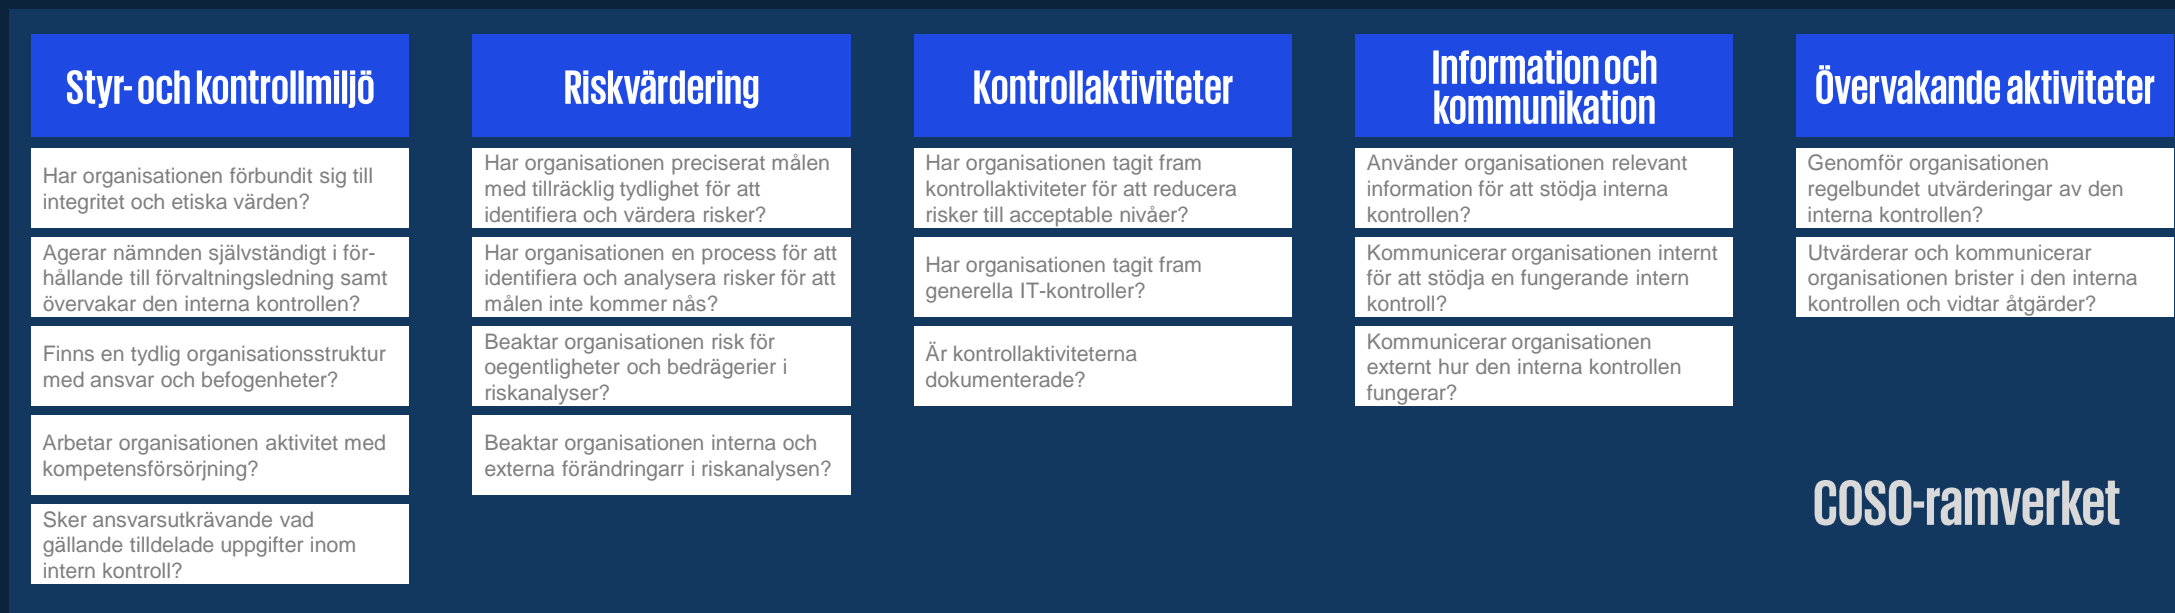 Styr- och kontrollmiljö
Har organisationen förbundit sig till
integritet och etiska värden?
Agerar nämnden självständigt i för-
hållande till förvaltningsledning samt
övervakar den interna kontrollen?
Finns en tydlig organisationsstruktur
med ansvar och befogenheter?
Arbetar organisationen aktivitet med
kompetensförsörjning?
Sker ansvarsutkrävande vad
gällande tilldelade uppgifter inom
intern kontroll?
Riskvärdering
Har organisationen preciserat målen
med tillräcklig tydlighet för att
identifiera och värdera risker?
Har organisationen en process för att
identifiera och analysera risker för att
målen inte kommer nås?
Beaktar organisationen risk för
oegentligheter och bedrägerier i
riskanalyser?
Beaktar organisationen interna och
externa förändringarr i riskanalysen?
Kontrollaktiviteter
Har organisationen tagit fram
kontrollaktiviteter för att reducera
risker till acceptable nivåer?
Har organisationen tagit fram
generella IT-kontroller?
Är kontrollaktiviteterna
dokumenterade?
Information och
kommunikation
Använder organisationen relevant
information för att stödja interna
kontrollen?
Kommunicerar organisationen internt
för att stödja en fungerande intern
kontroll?
Kommunicerar organisationen
externt hur den interna kontrollen
fungerar?
Övervakande aktiviteter
Genomför organisationen
regelbundet utvärderingar av den
interna kontrollen?
Utvärderar och kommunicerar
organisationen brister i den interna
kontrollen och vidtar åtgärder?
COSO-ramverket